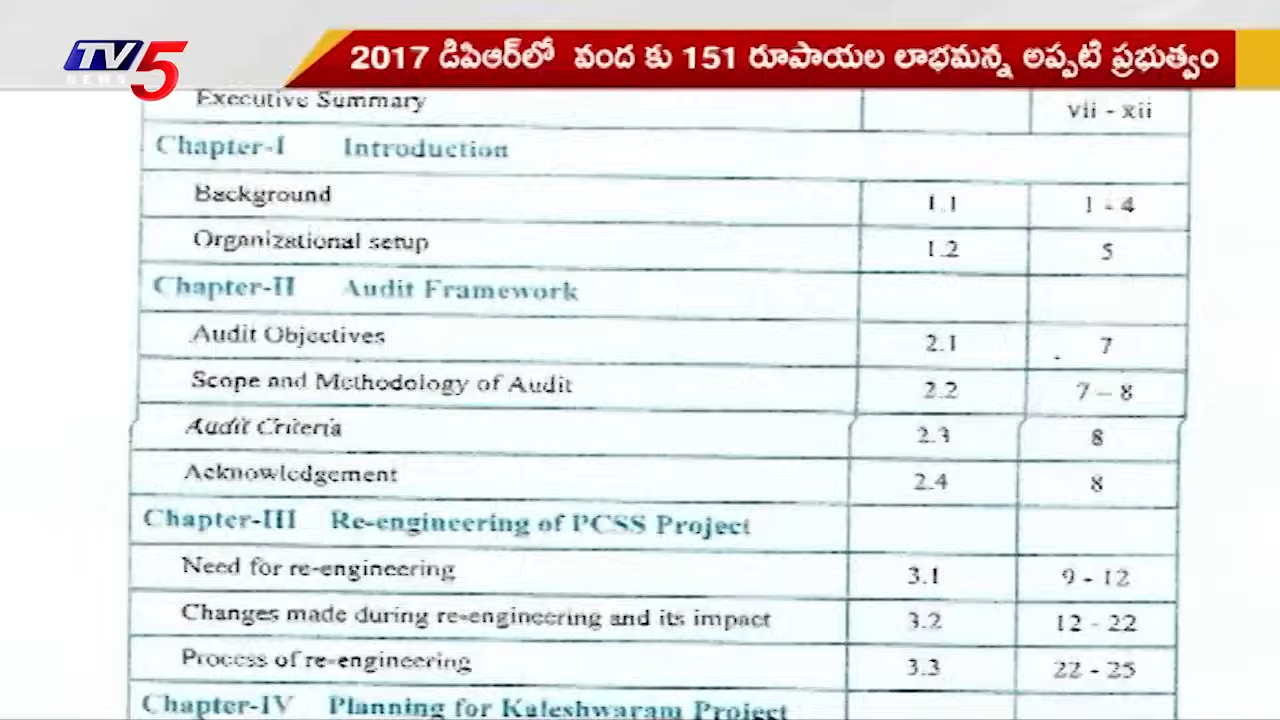 TV5
NEWS
2017 డిపిఆర్‌లో వంద కు 151 రూపాయల లాభమన్న అప్పటి ప్రభుత్వం
Executive Summary vii - xii
Chapter-I Introduction
Background 1.1 1 - 4
Organizational setup 1.2 5
Chapter-II Audit Framework
Audit Objectives 2.1 7
Scope and Methodology of Audit 2.2 7 – 8
Audit Criteria 2.3 8
Acknowledgement 2.4 8
Chapter-III Re-engineering of PCSS Project
Need for re-engineering 3.1 9 - 12
Changes made during re-engineering and its impact 3.2 12 - 22
Process of re-engineering 3.3 22 - 25
Chapter-IV Planning for Kaleshwaram Project